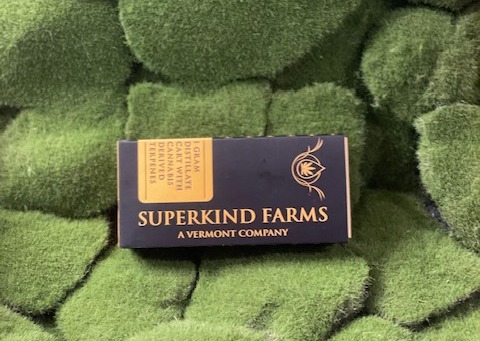 1 GRAM
DISTILLATE
CART WITH
CANNABIS
DERIVED
TERPENES
SUPERKIND FARMS
A VERMONT COMPANY